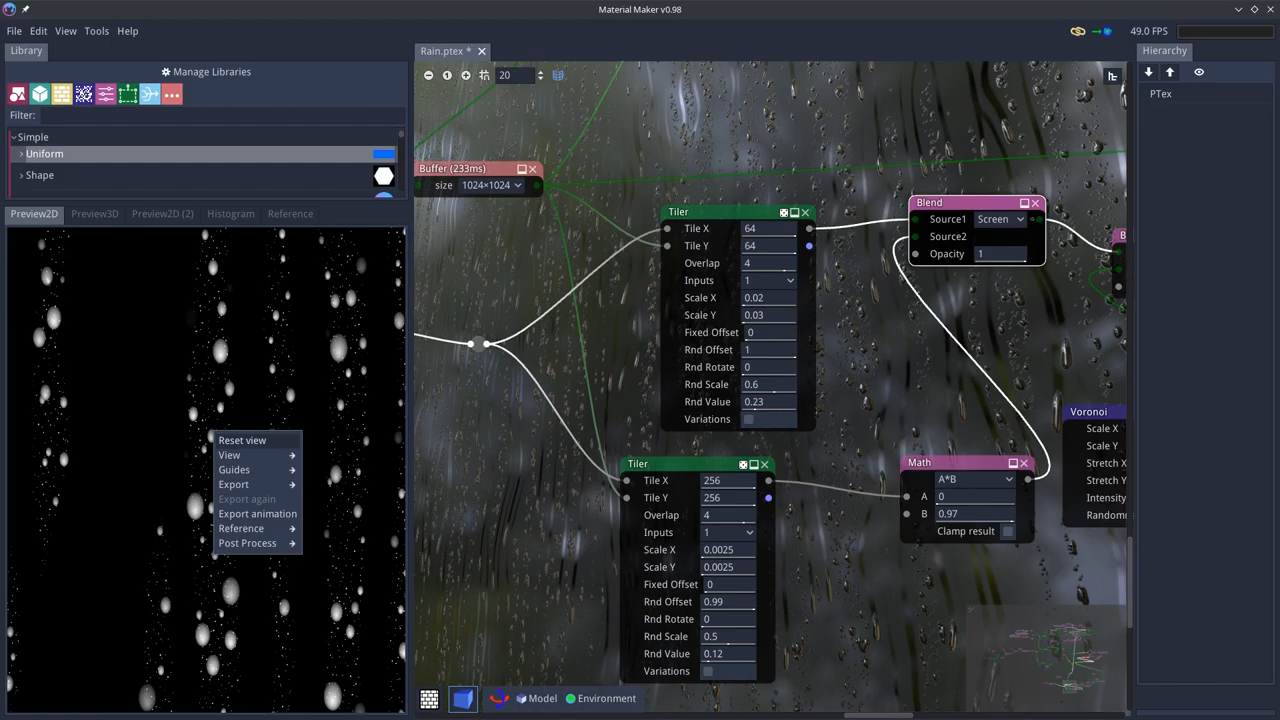 Material Maker v0.98
File Edit View Tools Help
49.0 FPS
Library
Manage Libraries
Filter:
Simple
Uniform
Shape
Preview2D Preview3D Preview2D (2) Histogram Reference
Reset view
View
Guides
Export
Export again
Export animation
Reference
Post Process
Rain.ptex *
20
Buffer (233ms)
size 1024×1024
Tiler
Tile X 64
Tile Y 64
Overlap 4
Inputs 1
Scale X 0.02
Scale Y 0.03
Fixed Offset 0
Rnd Offset 1
Rnd Rotate 0
Rnd Scale 0.6
Rnd Value 0.23
Variations
Tiler
Tile X 256
Tile Y 256
Overlap 4
Inputs 1
Scale X 0.0025
Scale Y 0.0025
Fixed Offset 0
Rnd Offset 0.99
Rnd Rotate 0
Rnd Scale 0.5
Rnd Value 0.12
Variations
Blend
Source1 Screen
Source2
Opacity 1
B
Math
A*B
A 0
B 0.97
Clamp result
Voronoi
Scale X
Scale Y
Stretch X
Stretch Y
Intensity
Random
Model Environment
Hierarchy
PTex